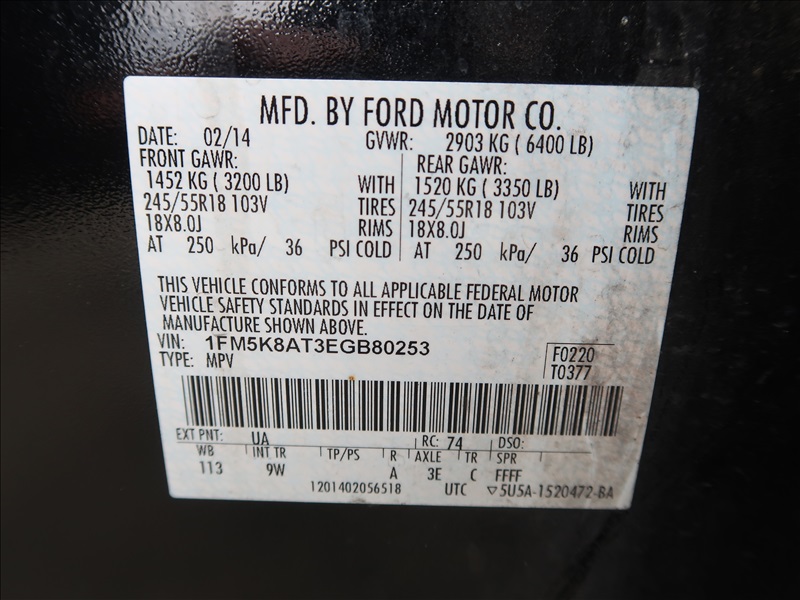 MFD. BY FORD MOTOR CO.
DATE: 02/14 GVWR: 2903 KG ( 6400 LB)
FRONT GAWR: REAR GAWR:
1452 KG ( 3200 LB) WITH 1520 KG ( 3350 LB) WITH
245/55R18 103V TIRES 245/55R18 103V TIRES
18X8.0J RIMS 18X8.0J RIMS
AT 250 kPa/ 36 PSI COLD AT 250 kPa/ 36 PSI COLD
THIS VEHICLE CONFORMS TO ALL APPLICABLE FEDERAL MOTOR
VEHICLE SAFETY STANDARDS IN EFFECT ON THE DATE OF
MANUFACTURE SHOWN ABOVE.
VIN: 1FM5K8AT3EGB80253
TYPE: MPV
F0220
T0377
EXT PNT: UA RC: 74 DSO:
WB INT TR TP/PS R AXLE TR SPR
113 9W A 3E C FFFF
1201402056518 UTC ▽5U5A-1520472-BA